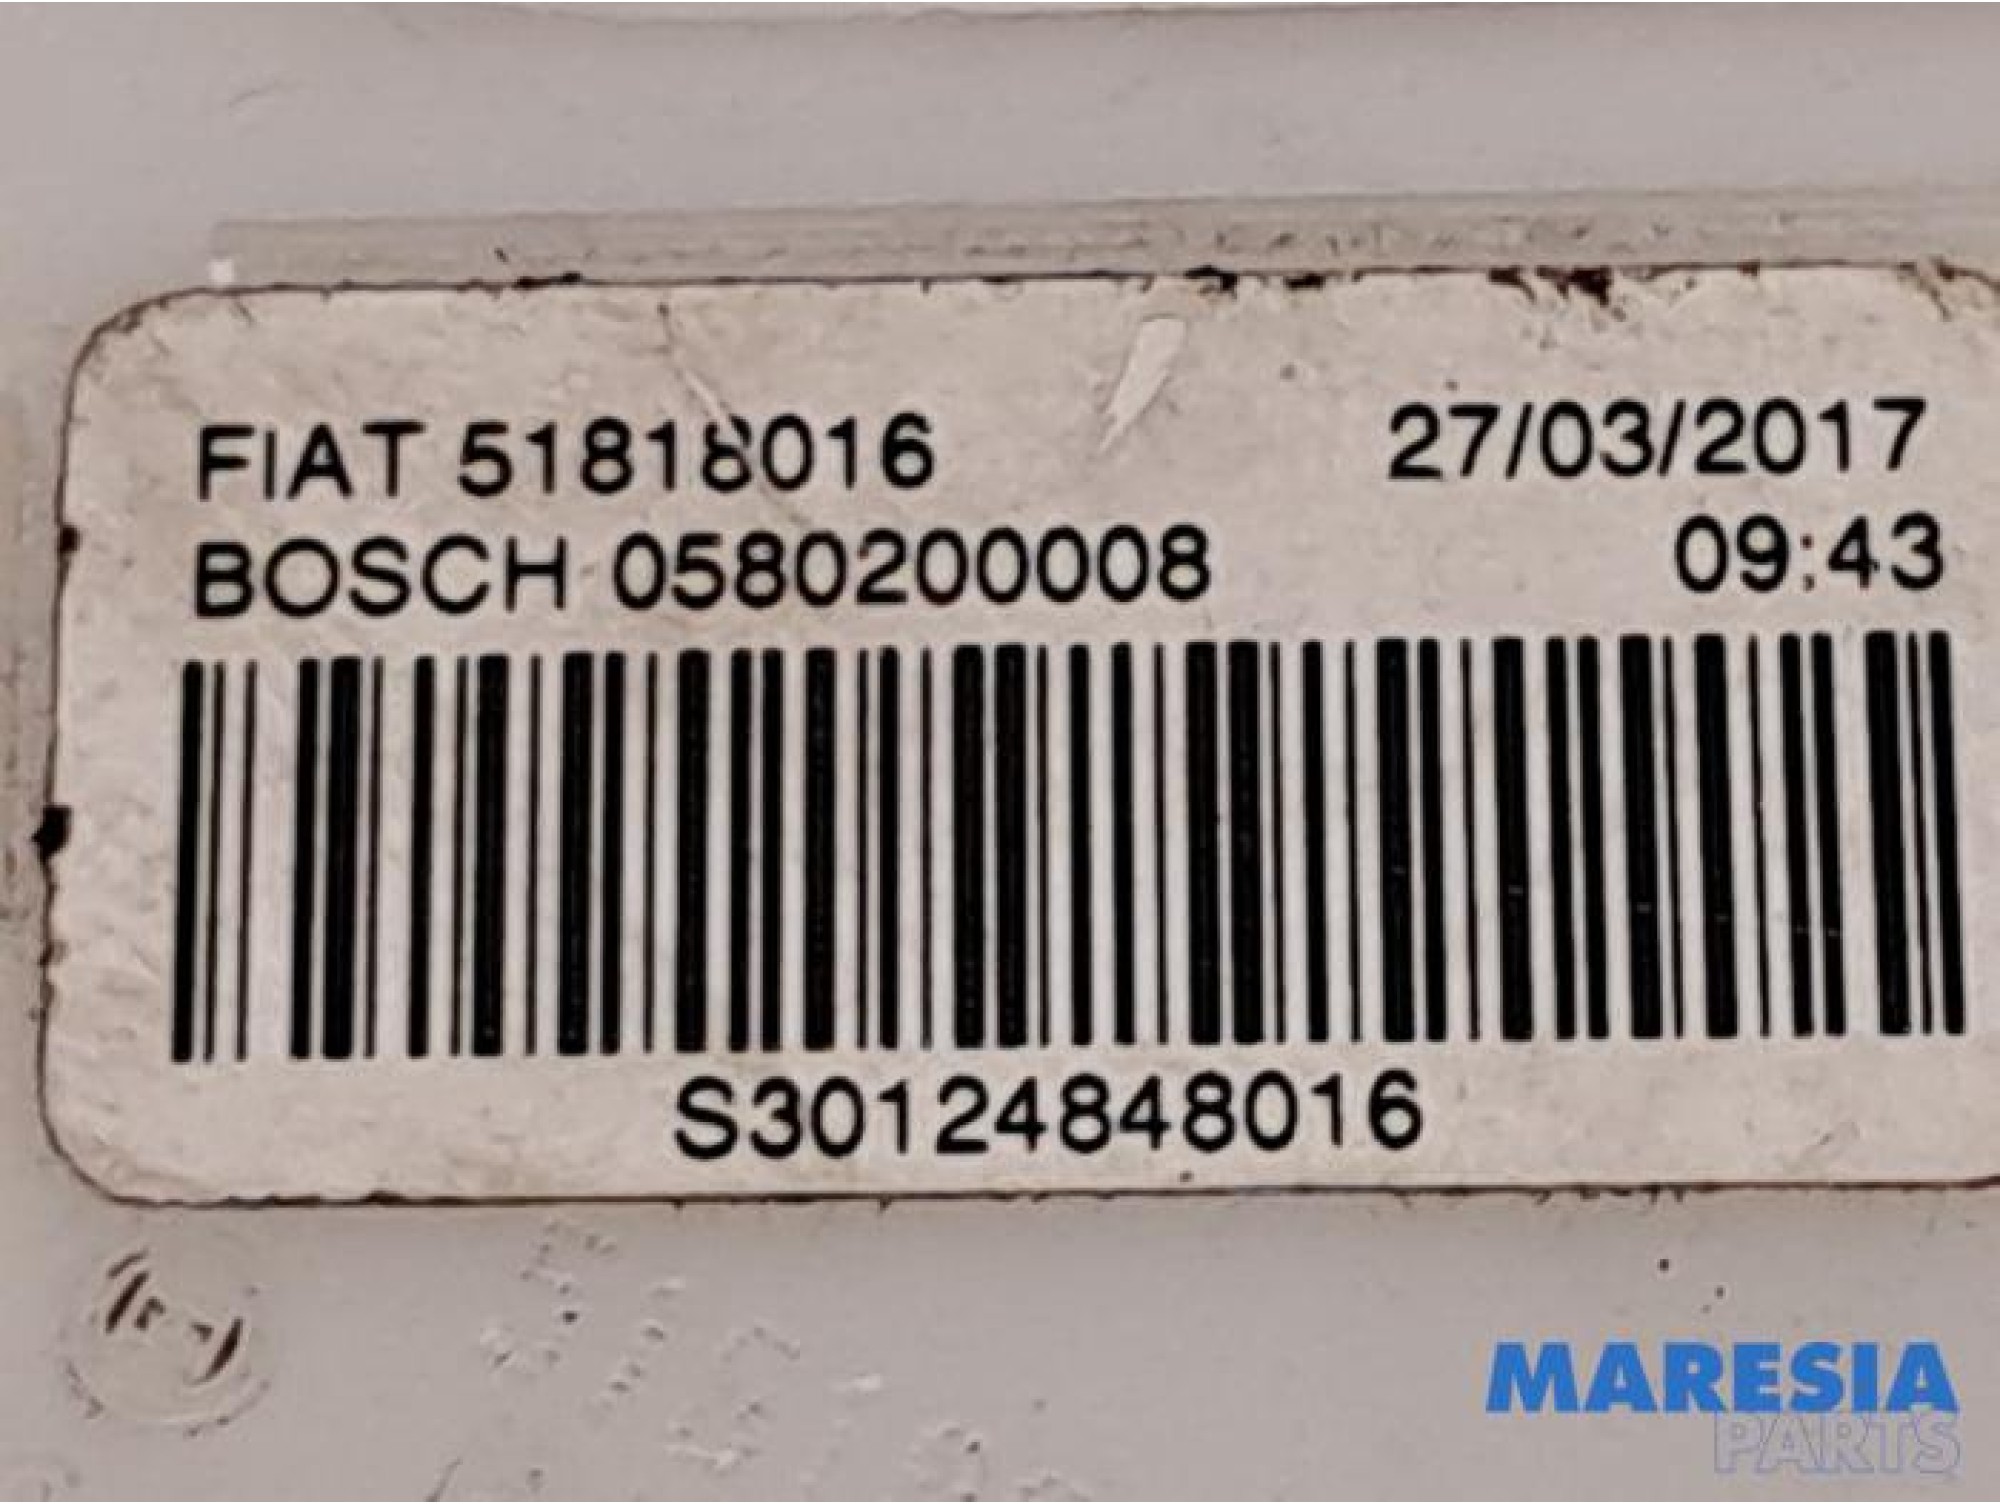 FIAT 51818016 27/03/2017
BOSCH 0580200008 09:43
S30124848016
MARESIA
PARTS